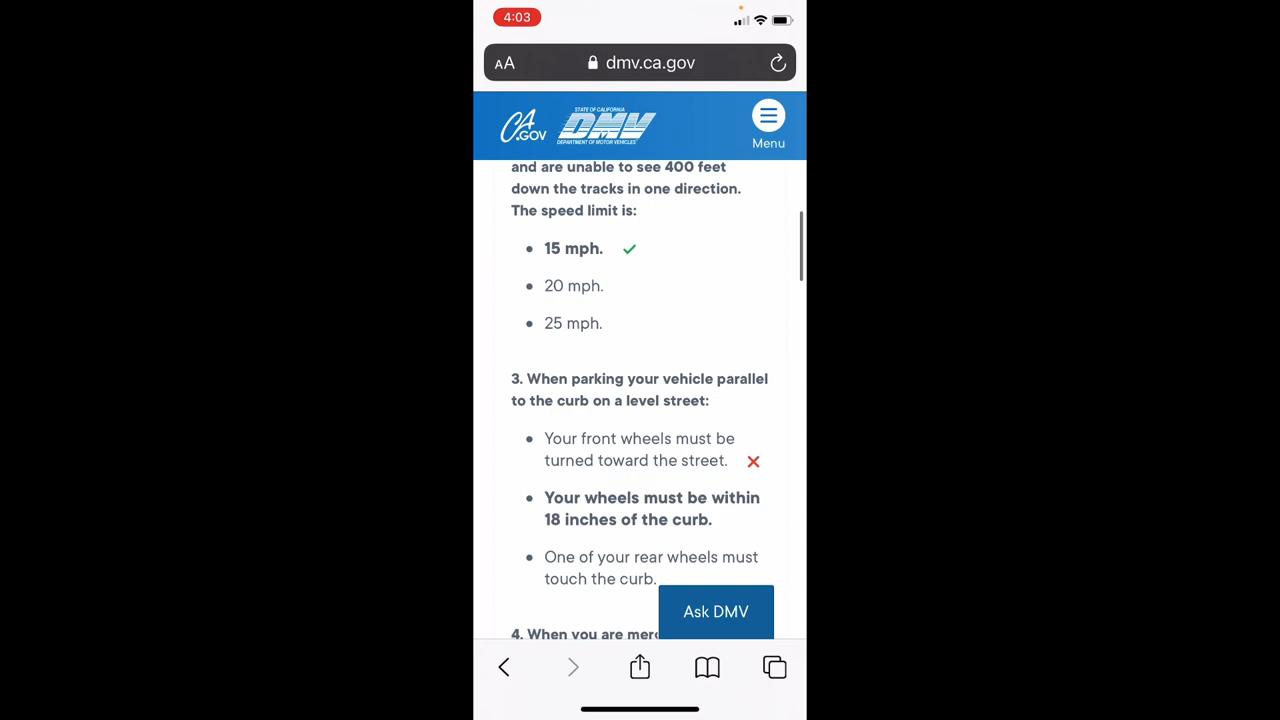 4:03
AA dmv.ca.gov
CA.GOV
STATE OF CALIFORNIA
DMV
DEPARTMENT OF MOTOR VEHICLES
Menu
and are unable to see 400 feet
down the tracks in one direction.
The speed limit is:
• 15 mph.
• 20 mph.
• 25 mph.
3. When parking your vehicle parallel
to the curb on a level street:
• Your front wheels must be
turned toward the street.
• Your wheels must be within
18 inches of the curb.
• One of your rear wheels must
touch the curb.
Ask DMV
4. When you are